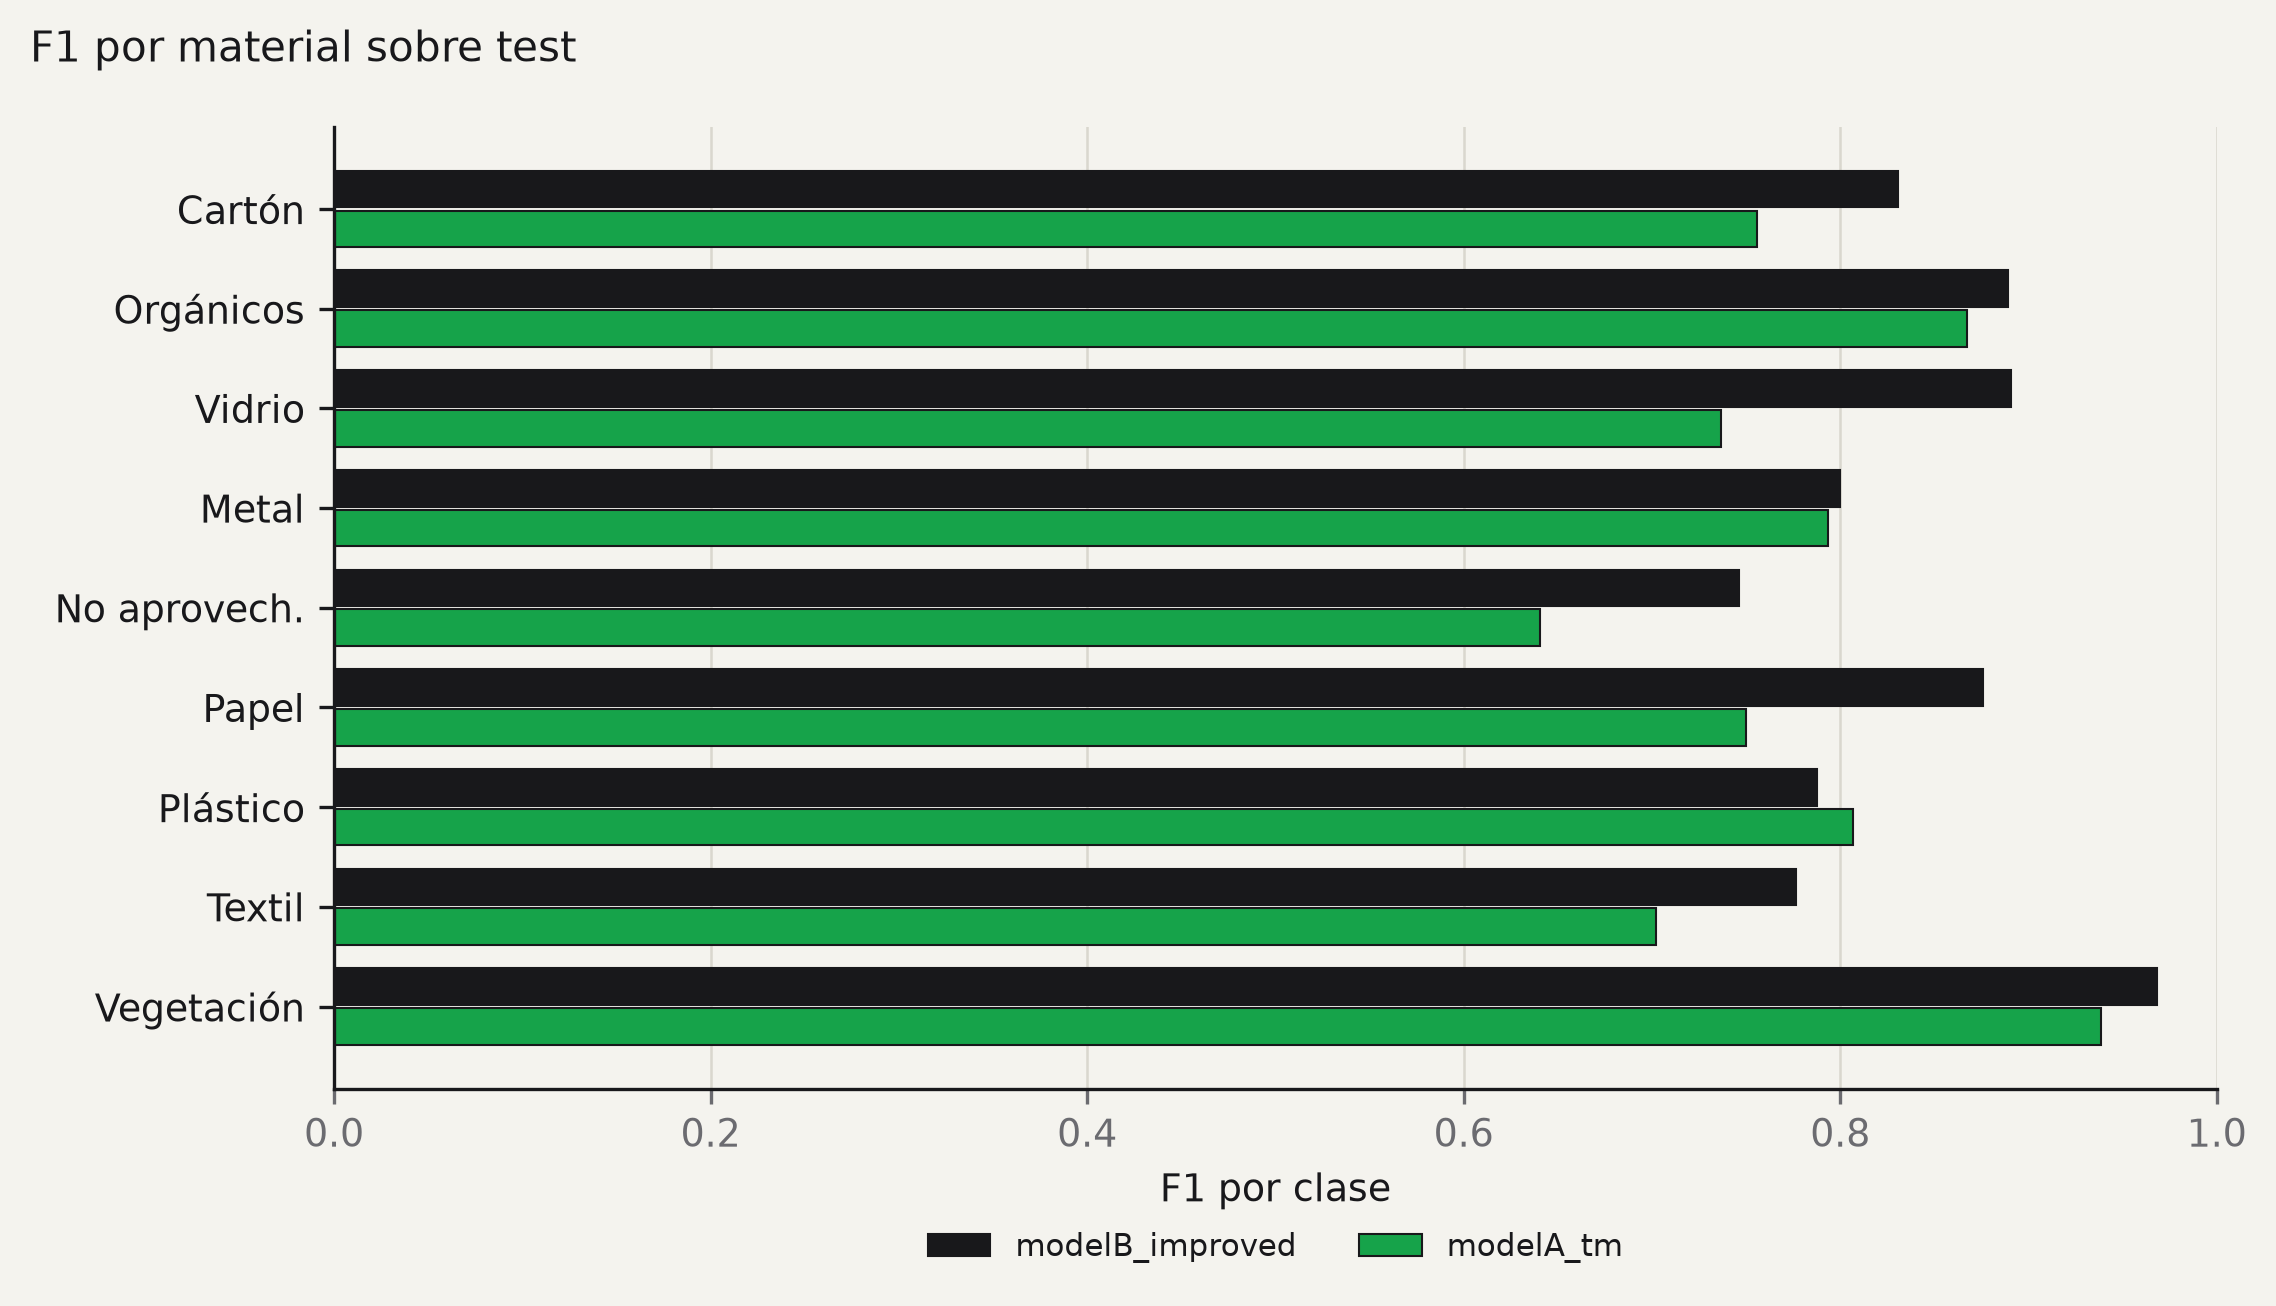 F1 por material sobre test
Cartón
Orgánicos
Vidrio
Metal
No aprovech.
Papel
Plástico
Textil
Vegetación
0.0 0.2 0.4 0.6 0.8 1.0
F1 por clase
modelB_improved modelA_tm